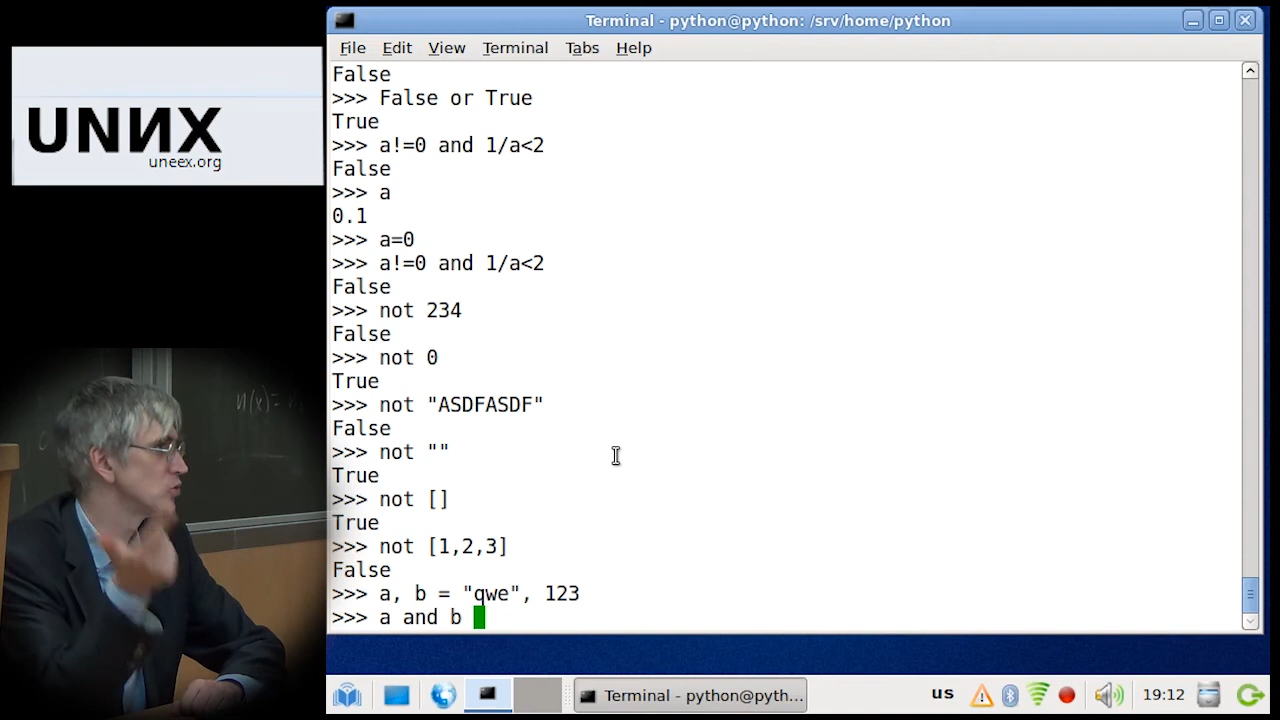 UNИX
uneex.org
Terminal - python@python: /srv/home/python
File Edit View Terminal Tabs Help
False
>>> False or True
True
>>> a!=0 and 1/a<2
False
>>> a
0.1
>>> a=0
>>> a!=0 and 1/a<2
False
>>> not 234
False
>>> not 0
True
>>> not "ASDFASDF"
False
>>> not ""
True
>>> not []
True
>>> not [1,2,3]
False
>>> a, b = "qwe", 123
>>> a and b
Terminal - python@pyth...
us
19:12